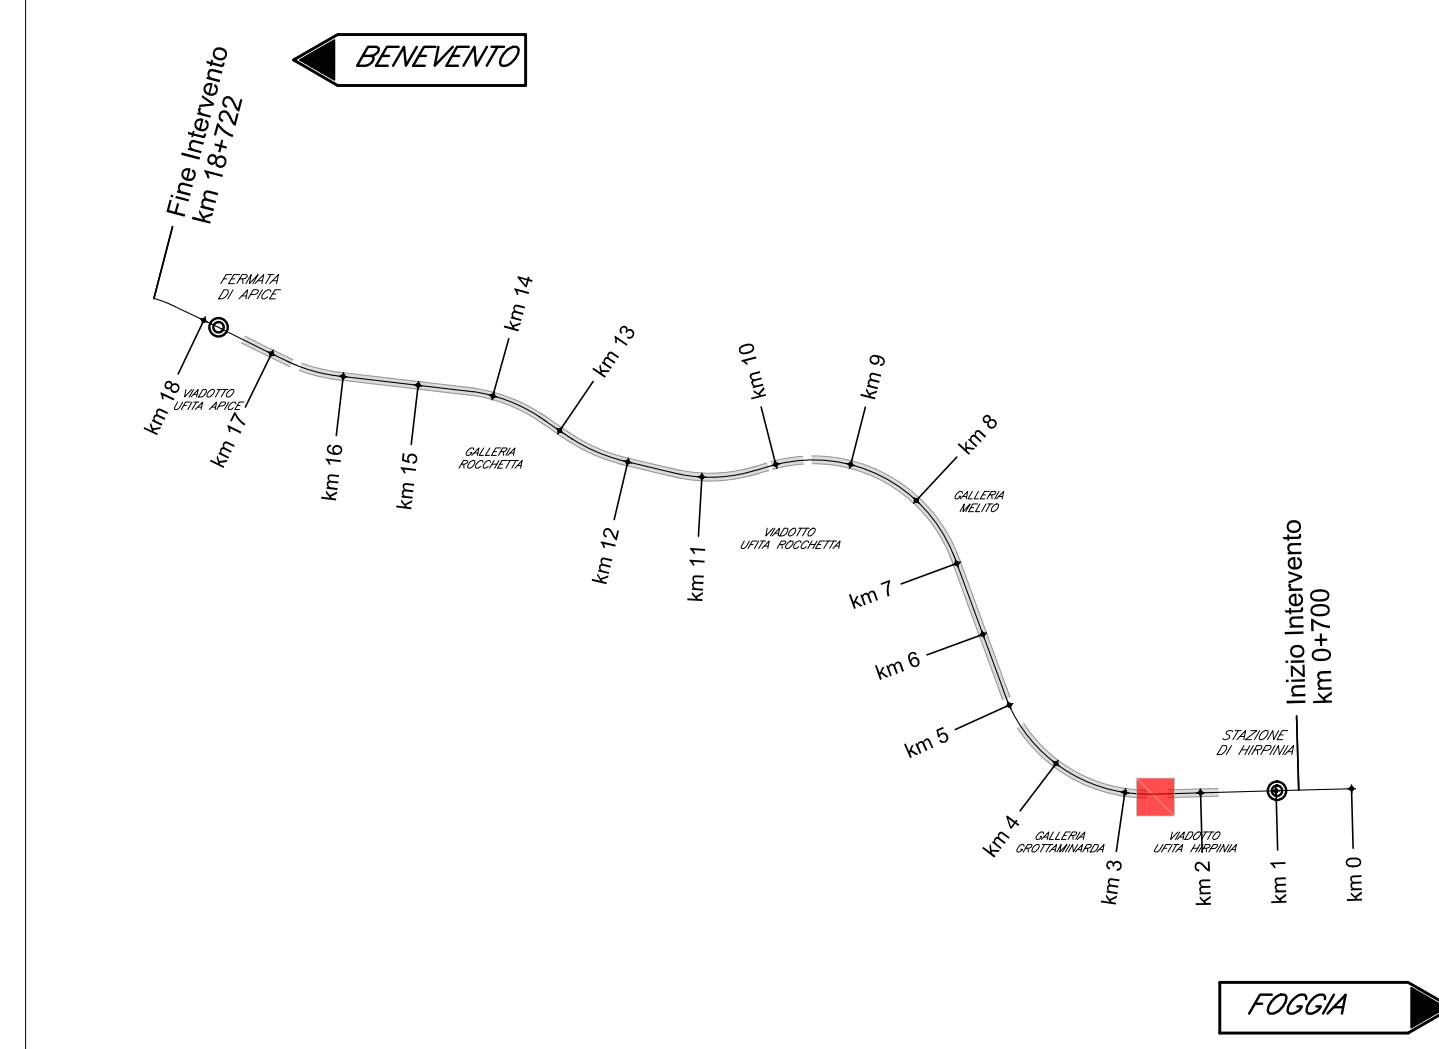 BENEVENTO
Fine Intervento
km 18+722
FERMATA
DI APICE
km 18
VIADOTTO
UFITA APICE
km 17
km 16
km 15
km 14
GALLERIA
ROCCHETTA
km 13
km 12
km 11
km 10
VIADOTTO
UFITA ROCCHETTA
km 9
km 8
GALLERIA
MELITO
km 7
km 6
km 5
km 4
GALLERIA
GROTTAMINARDA
km 3
VIADOTTO
UFITA HIRPINIA
km 2
STAZIONE
DI HIRPINIA
Inizio Intervento
km 0+700
km 1
km 0
FOGGIA